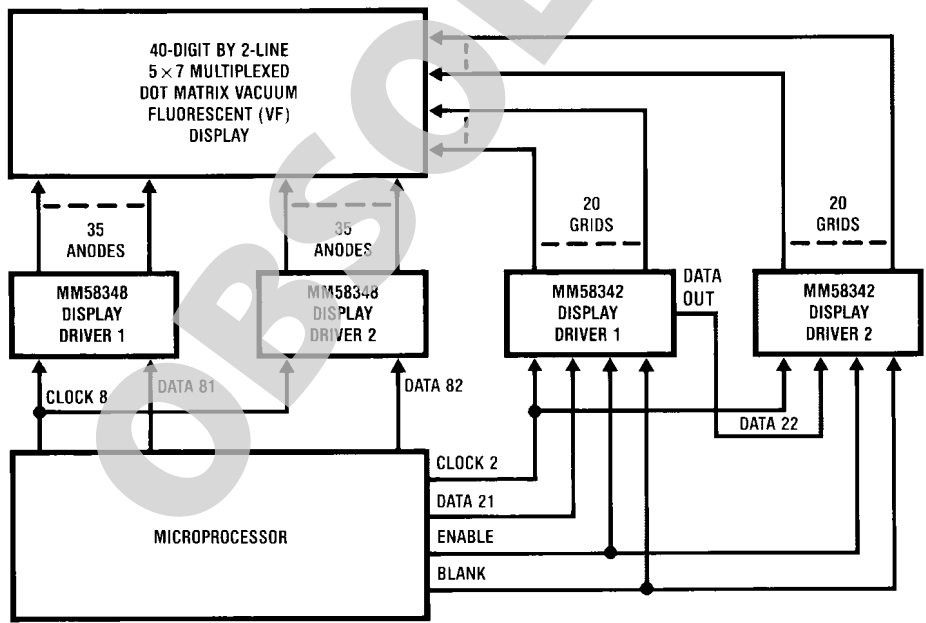 40-DIGIT BY 2-LINE
5 × 7 MULTIPLEXED
DOT MATRIX VACUUM
FLUORESCENT (VF)
DISPLAY
35
ANODES
35
ANODES
20
GRIDS
20
GRIDS
MM58348
DISPLAY
DRIVER 1
MM58348
DISPLAY
DRIVER 2
MM58342
DISPLAY
DRIVER 1
DATA
OUT
MM58342
DISPLAY
DRIVER 2
CLOCK 8
DATA 81
DATA 82
DATA 22
CLOCK 2
DATA 21
ENABLE
BLANK
MICROPROCESSOR